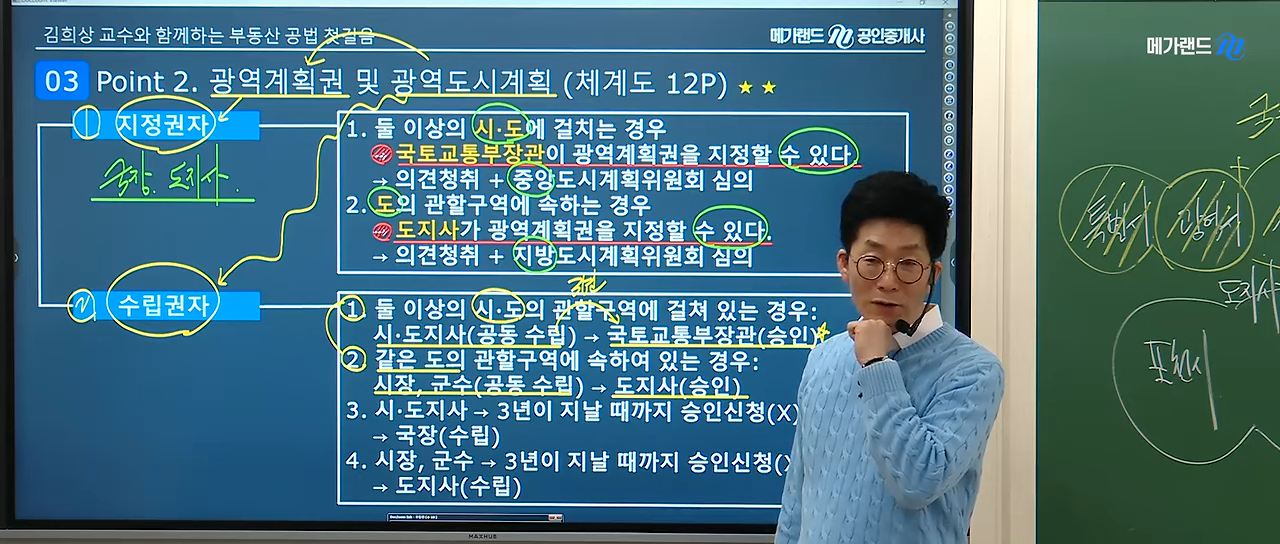 김희상 교수와 함께하는 부동산 공법 첫걸음
메가랜드 공인중개사
메가랜드
03 Point 2. 광역계획권 및 광역도시계획 (체계도 12P) ★★
① 지정권자
국장. 도지사.
1. 둘 이상의 시·도에 걸치는 경우
국토교통부장관이 광역계획권을 지정할 수 있다.
→ 의견청취 + 중앙도시계획위원회 심의
2. 도의 관할구역에 속하는 경우
도지사가 광역계획권을 지정할 수 있다.
→ 의견청취 + 지방도시계획위원회 심의
② 수립권자
1. 둘 이상의 시·도의 관할구역에 걸쳐 있는 경우:
시·도지사(공동 수립) → 국토교통부장관(승인)
2. 같은 도의 관할구역에 속하여 있는 경우:
시장, 군수(공동 수립) → 도지사(승인)
3. 시·도지사 → 3년이 지날 때까지 승인신청(X)
→ 국장(수립)
4. 시장, 군수 → 3년이 지날 때까지 승인신청(
→ 도지사(수립)
MAXHUB
특별시 광역시
도지사
포천시